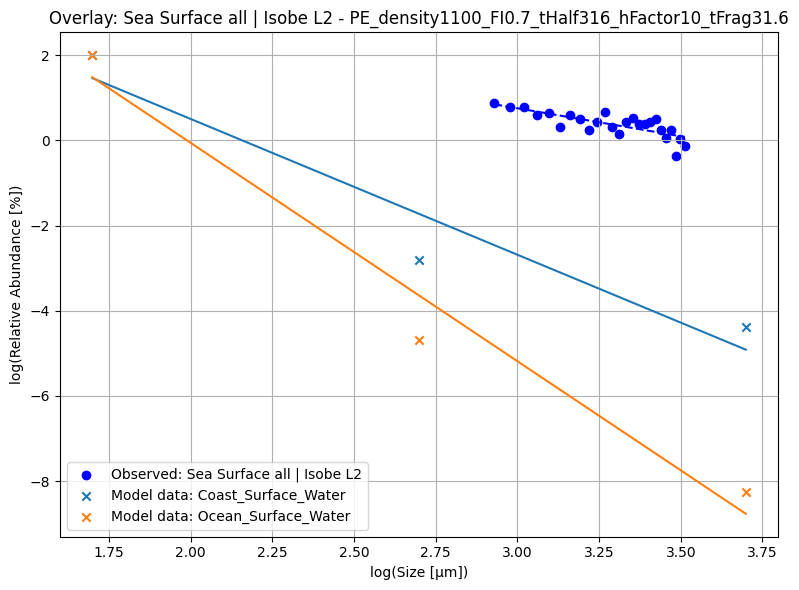 Overlay: Sea Surface all | Isobe L2 - PE_density1100_FI0.7_tHalf316_hFactor10_tFrag31.6
log(Relative Abundance [%])
2
0
−2
−4
−6
−8
Observed: Sea Surface all | Isobe L2
Model data: Coast_Surface_Water
Model data: Ocean_Surface_Water
1.75 2.00 2.25 2.50 2.75 3.00 3.25 3.50 3.75
log(Size [μm])